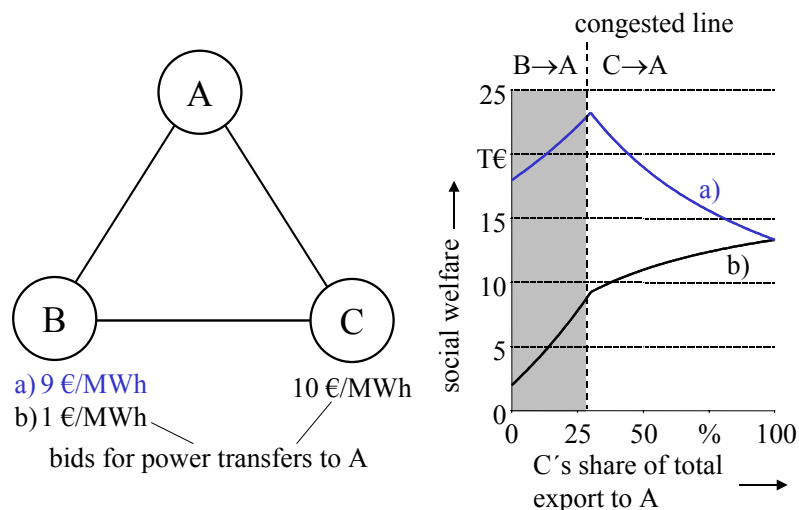 A
B
C
a) 9 €/MWh
b) 1 €/MWh
10 €/MWh
bids for power transfers to A
congested line
B→A
C→A
25
T€
15
10
5
0
social welfare
a)
b)
0
25
50
%
100
C´s share of total
export to A